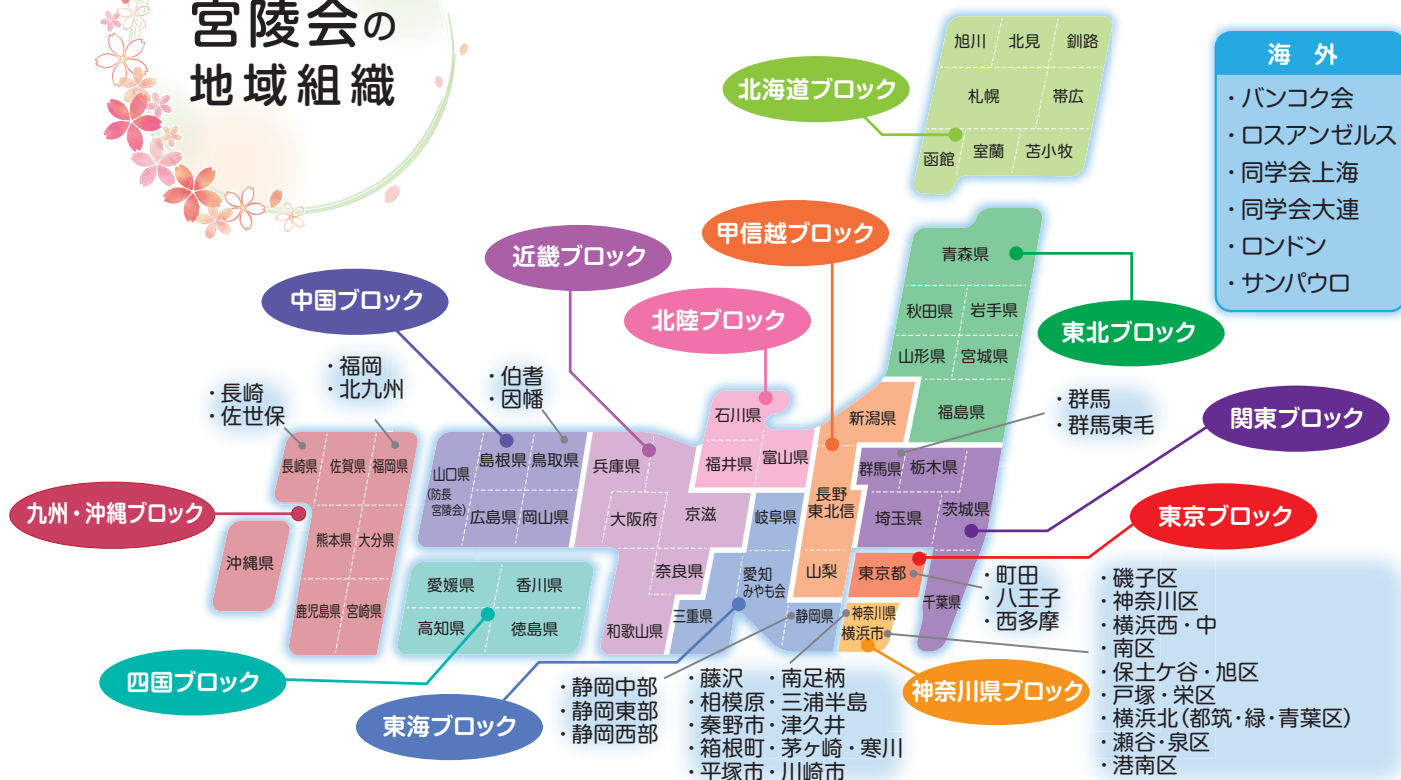 宮陵会の
地域組織
北海道ブロック
旭川 北見 釧路
札幌 帯広
函館 室蘭 苫小牧
海 外
・バンコク会
・ロスアンゼルス
・同学会上海
・同学会大連
・ロンドン
・サンパウロ
甲信越ブロック
近畿ブロック
中国ブロック
北陸ブロック
東北ブロック
青森県
秋田県 岩手県
山形県 宮城県
福島県
・長崎
・佐世保
・福岡
・北九州
・伯耆
・因幡
・群馬
・群馬東毛
関東ブロック
九州・沖縄ブロック
長崎県 佐賀県 福岡県
熊本県 大分県
鹿児島県 宮崎県
沖縄県
山口県
(防長
宮陵会)
島根県 鳥取県
広島県 岡山県
愛媛県 香川県
高知県 徳島県
兵庫県
大阪府 京滋
奈良県
和歌山県
石川県
福井県 富山県
岐阜県
愛知
みやも会
三重県
静岡県
新潟県
長野
東北信
山梨
群馬県 栃木県
埼玉県 茨城県
千葉県
東京都
神奈川県
横浜市
東京ブロック
・町田
・八王子
・西多摩
四国ブロック
東海ブロック
・静岡中部
・静岡東部
・静岡西部
・藤沢 ・南足柄
・相模原・三浦半島
・秦野市・津久井
・箱根町・茅ヶ崎・寒川
・平塚市・川崎市
神奈川県ブロック
・磯子区
・神奈川区
・横浜西・中
・南区
・保土ケ谷・旭区
・戸塚・栄区
・横浜北(都筑・緑・青葉区)
・瀬谷・泉区
・港南区